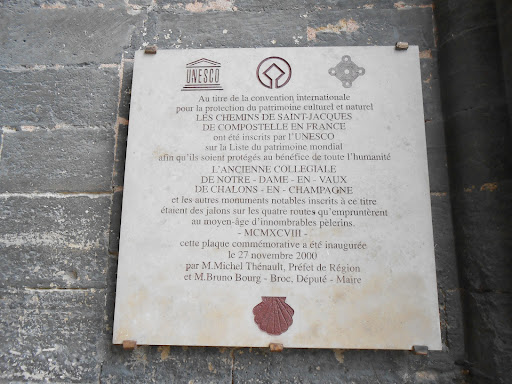 UNESCO
Au titre de la convention internationale
pour la protection du patrimoine culturel et naturel
LES CHEMINS DE SAINT-JACQUES
DE COMPOSTELLE EN FRANCE
ont été inscrits par l'UNESCO
sur la Liste du patrimoine mondial
afin qu'ils soient protegés au bénéfice de toute l'humanité
L'ANCIENNE COLLEGIALE
DE NOTRE - DAME - EN - VAUX
DE CHALONS - EN - CHAMPAGNE
et les autres monuments notables inscrits à ce titre
étaient des jalons sur les quatre routes qu'empruntèrent
au moyen-âge d'innombrables pèlerins.
- MCMXCVIII -
cette plaque commémorative a été inaugurée
le 27 novembre 2000
par M.Michel Thénault, Préfet de Région
et M.Bruno Bourg - Broc, Député - Maire